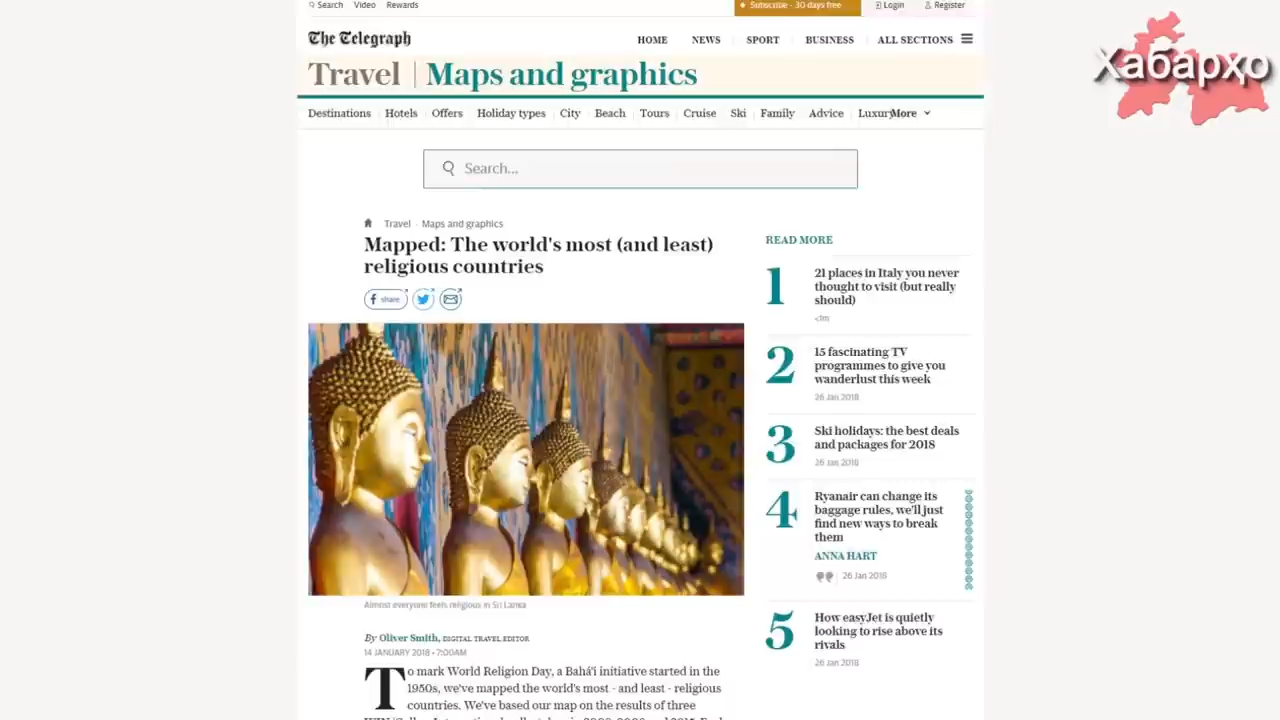 Search Video Rewards
Subscribe - 30 days free
Login Register
The Telegraph
HOME NEWS SPORT BUSINESS ALL SECTIONS
Хабарҳо
Travel | Maps and graphics
Destinations Hotels Offers Holiday types City Beach Tours Cruise Ski Family Advice Luxury More
Search...
Travel · Maps and graphics
Mapped: The world's most (and least)
religious countries
share
Almost everyone feels religious in Sri Lanka
By Oliver Smith, DIGITAL TRAVEL EDITOR
14 JANUARY 2018 • 7:00AM
To mark World Religion Day, a Bahá'í initiative started in the
1950s, we've mapped the world's most - and least - religious
countries. We've based our map on the results of three
READ MORE
1
21 places in Italy you never
thought to visit (but really
should)
2
15 fascinating TV
programmes to give you
wanderlust this week
26 Jan 2018
3
Ski holidays: the best deals
and packages for 2018
26 Jan 2018
4
Ryanair can change its
baggage rules, we'll just
find new ways to break
them
ANNA HART
26 Jan 2018
5
How easyJet is quietly
looking to rise above its
rivals
26 Jan 2018